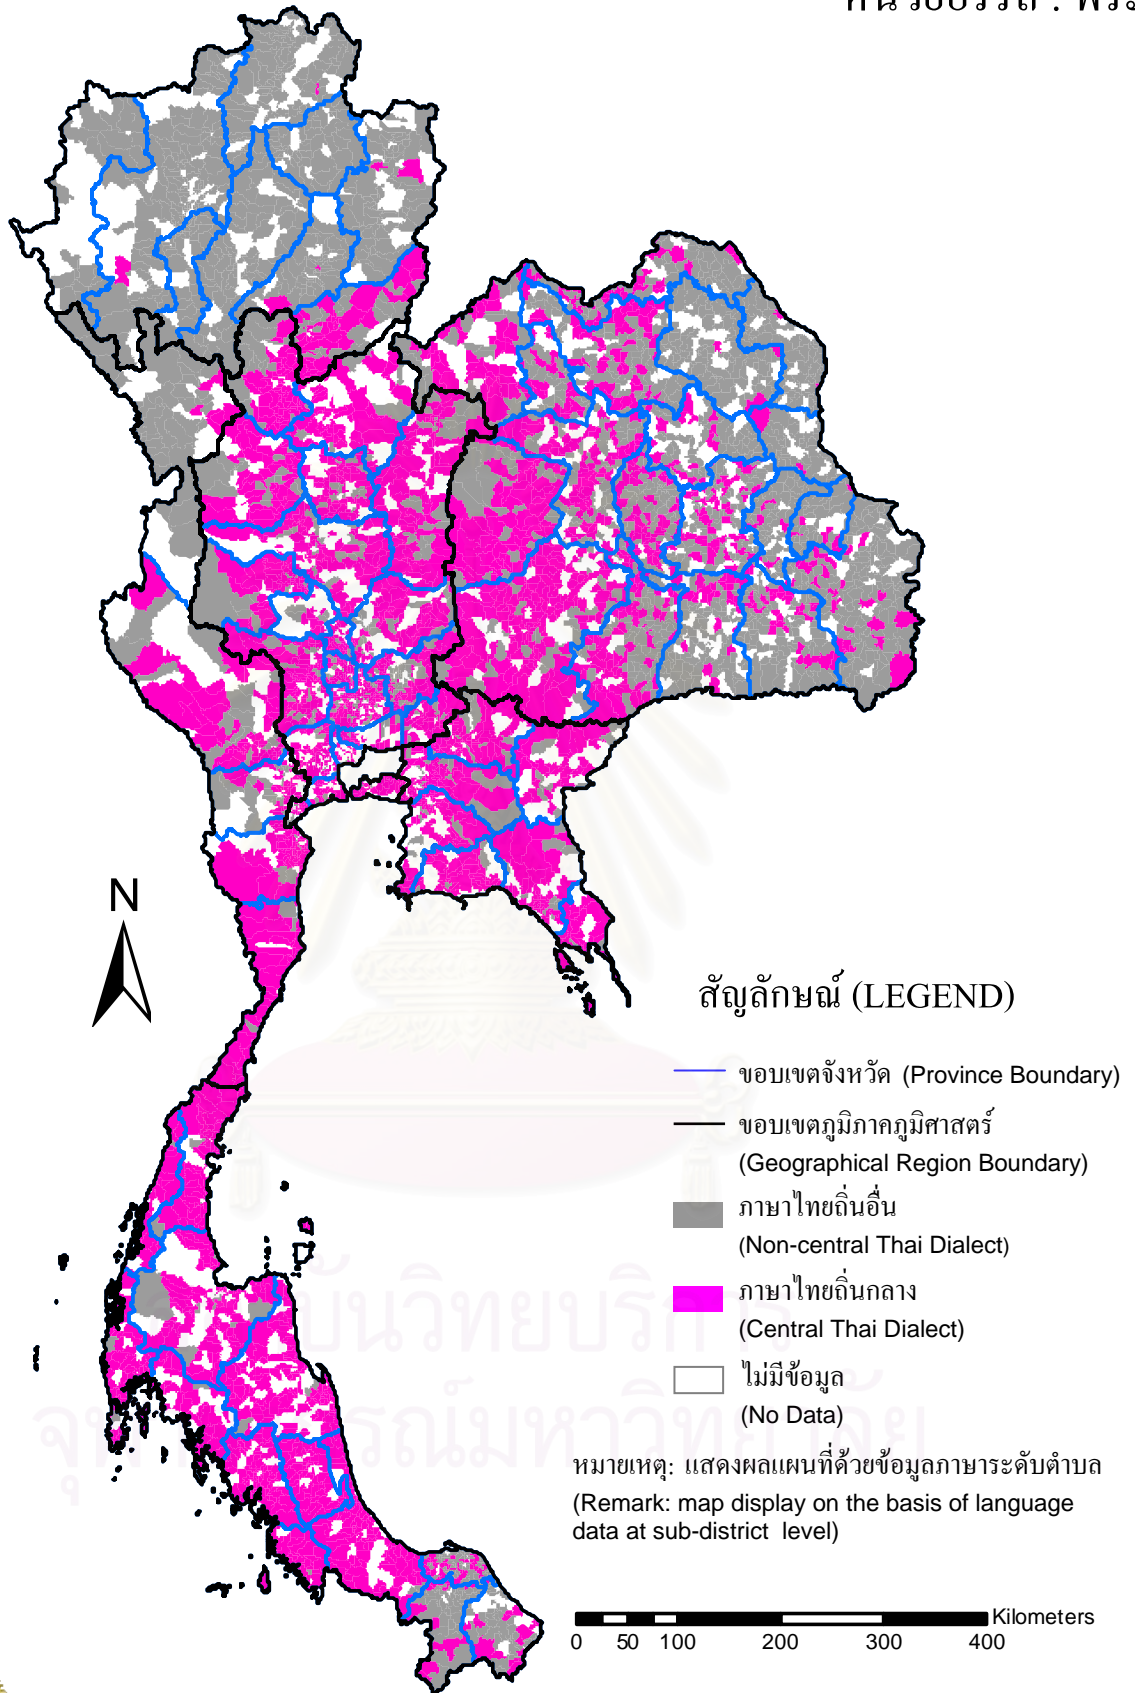 N
สัญลักษณ์ (LEGEND)
ขอบเขตจังหวัด (Province Boundary)
ขอบเขตภูมิภาคภูมิศาสตร์
(Geographical Region Boundary)
ภาษาไทยถิ่นอื่น
(Non-central Thai Dialect)
ภาษาไทยถิ่นกลาง
(Central Thai Dialect)
ไม่มีข้อมูล
(No Data)
หมายเหตุ: แสดงผลแผนที่ด้วยข้อมูลภาษาระดับตำบล
(Remark: map display on the basis of language
data at sub-district level)
Kilometers
0 50 100 200 300 400